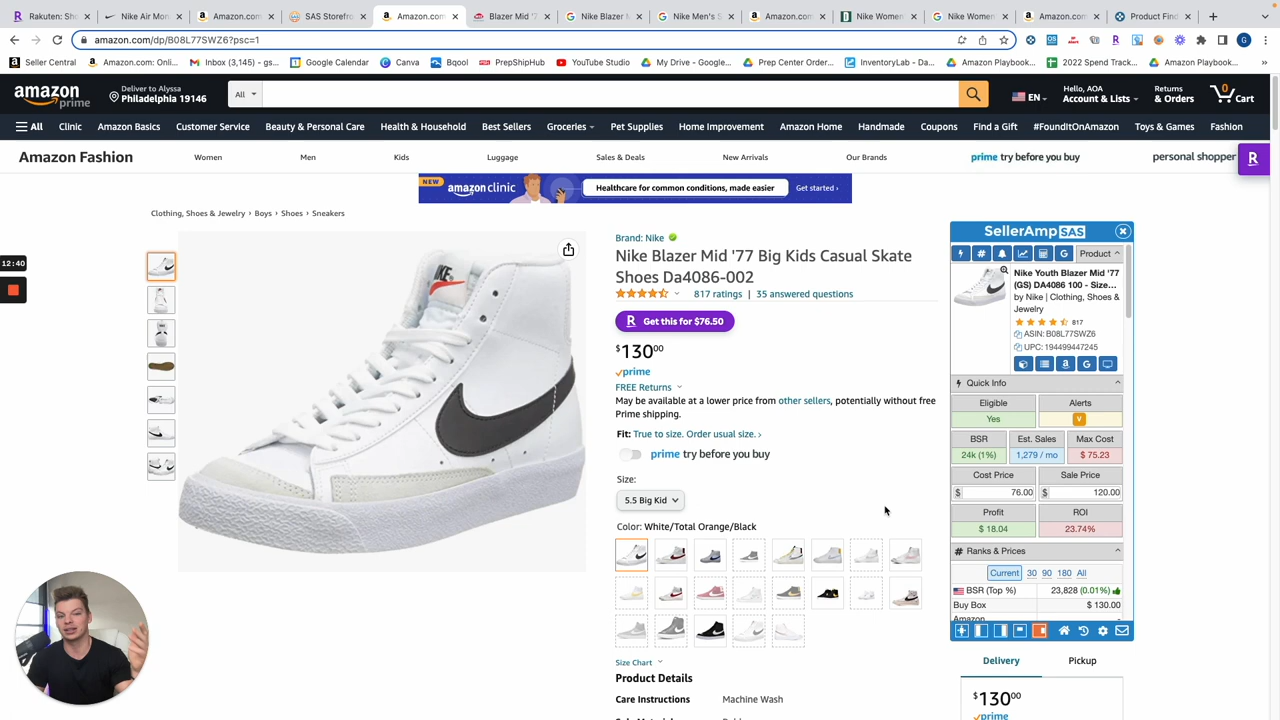 Rakuten: Sho
Nike Air Mon
Amazon.com
SAS Storefro
Amazon.com
Blazer Mid '7
Nike Blazer M
Nike Men's S
Amazon.com
Nike Women'
Nike Women
Amazon.com
Product Find
amazon.com/dp/B08L77SWZ6?psc=1
Seller Central
Amazon.com: Onli...
Inbox (3,145) - gs...
Google Calendar
Canva
Bqool
PrepShipHub
YouTube Studio
My Drive - Google...
Prep Center Order...
InventoryLab - Da...
Amazon Playbook...
2022 Spend Track...
Amazon Playbook...
amazon prime
Deliver to Alyssa
Philadelphia 19146
All
EN
Hello, AOA
Account & Lists
Returns
& Orders
0
Cart
All
Clinic
Amazon Basics
Customer Service
Beauty & Personal Care
Health & Household
Best Sellers
Groceries
Pet Supplies
Home Improvement
Amazon Home
Handmade
Coupons
Find a Gift
#FoundItOnAmazon
Toys & Games
Fashion
Amazon Fashion
Women
Men
Kids
Luggage
Sales & Deals
New Arrivals
Our Brands
prime try before you buy
personal shopper
R
NEW
amazon clinic
Healthcare for common conditions, made easier
Get started ›
Clothing, Shoes & Jewelry › Boys › Shoes › Sneakers
12:40
NIKE
Brand: Nike
Nike Blazer Mid '77 Big Kids Casual Skate
Shoes Da4086-002
817 ratings | 35 answered questions
R Get this for $76.50
$130 00
prime
FREE Returns
May be available at a lower price from other sellers, potentially without free
Prime shipping.
Fit: True to size. Order usual size. ›
prime try before you buy
Size:
5.5 Big Kid
Color: White/Total Orange/Black
Size Chart
Product Details
Care Instructions Machine Wash
SellerAmp SAS
Product
Nike Youth Blazer Mid '77
(GS) DA4086 100 - Size...
by Nike | Clothing, Shoes &
Jewelry
817
ASIN: B08L77SWZ6
UPC: 194499447245
Quick Info
Eligible
Yes
Alerts
V
BSR
24k (1%)
Est. Sales
1,279 / mo
Max Cost
$ 75.23
Cost Price
$ 76.00
Sale Price
$ 120.00
Profit
$ 18.04
ROI
23.74%
Ranks & Prices
Current 30 90 180 All
BSR (Top %) 23,828 (0.01%)
Buy Box $ 130.00
Amazon
Delivery
Pickup
$130 00
prime